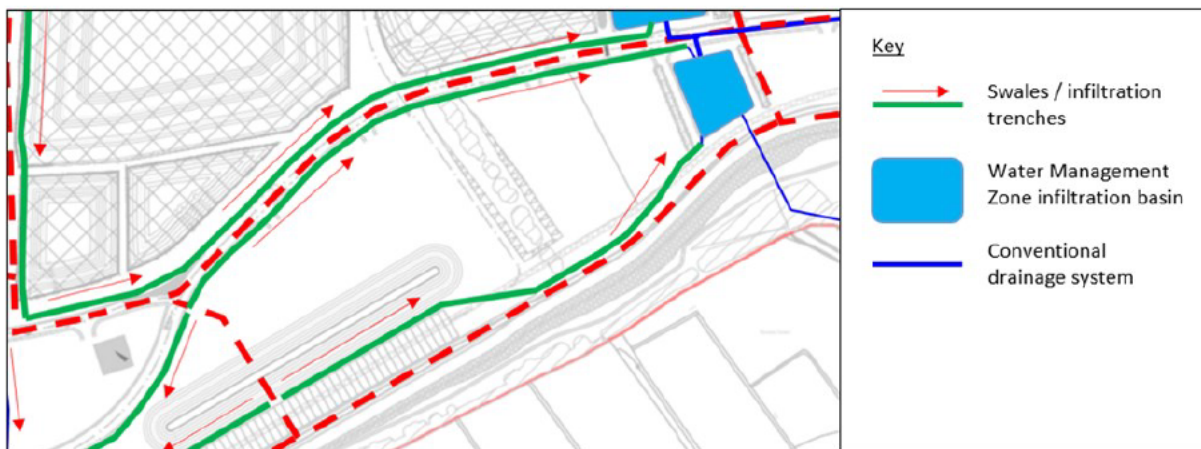 Key
Swales / infiltration
trenches
Water Management
Zone infiltration basin
Conventional
drainage system